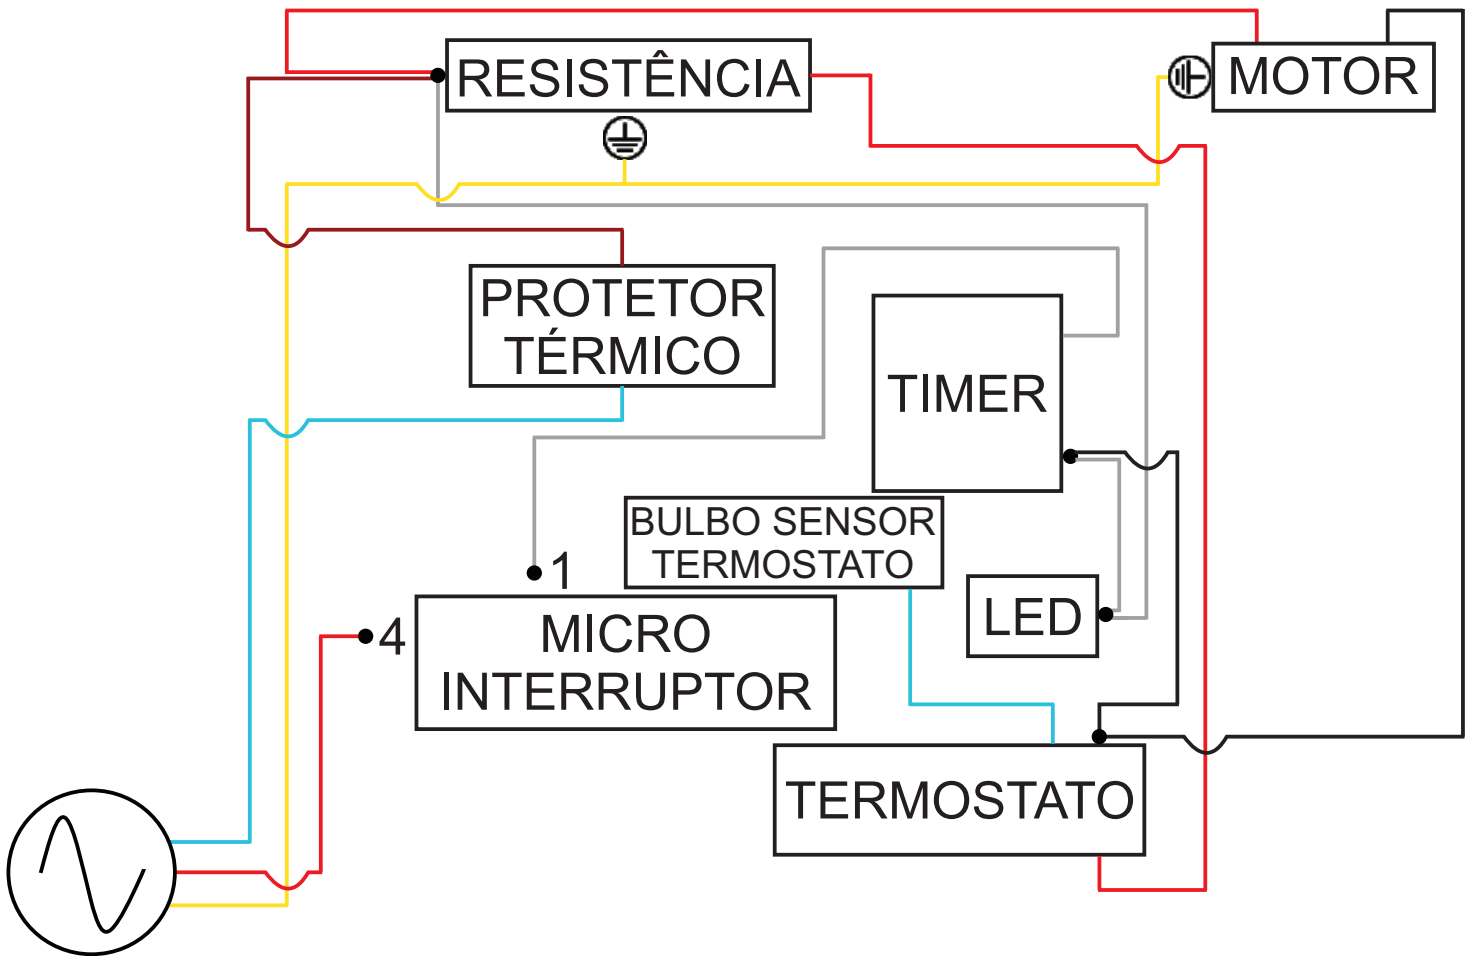 RESISTÊNCIA
MOTOR
PROTETOR
TÉRMICO
TIMER
BULBO SENSOR
TERMOSTATO
1
LED
4
MICRO
INTERRUPTOR
TERMOSTATO